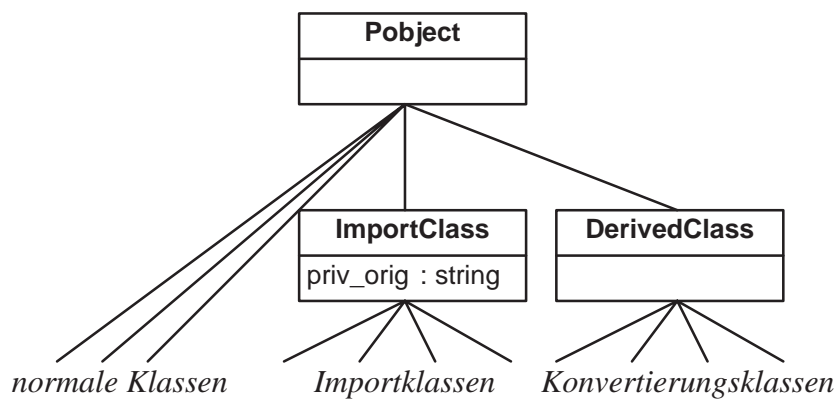 Pobject
ImportClass
DerivedClass
priv_orig : string
normale Klassen
Importklassen
Konvertierungsklassen